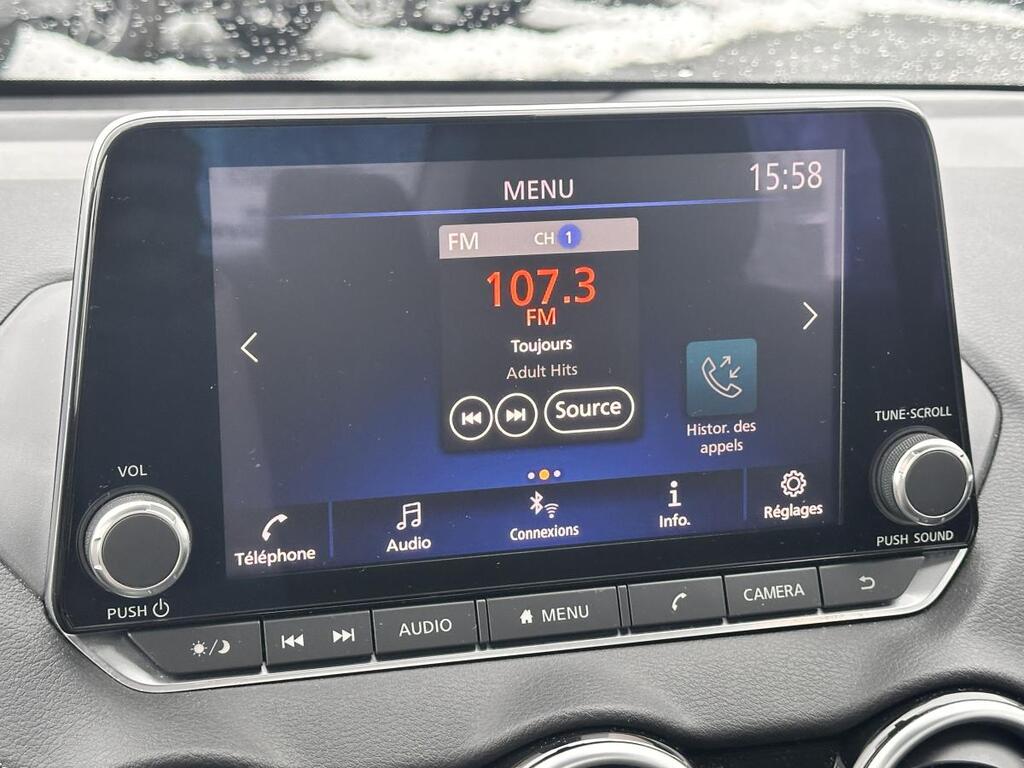 MENU
15:58
FM CH 1
107.3
FM
Toujours
Adult Hits
Source
Histor. des
appels
TUNE·SCROLL
VOL
Téléphone
Audio
Connexions
Info.
Réglages
PUSH SOUND
PUSH
AUDIO
MENU
CAMERA